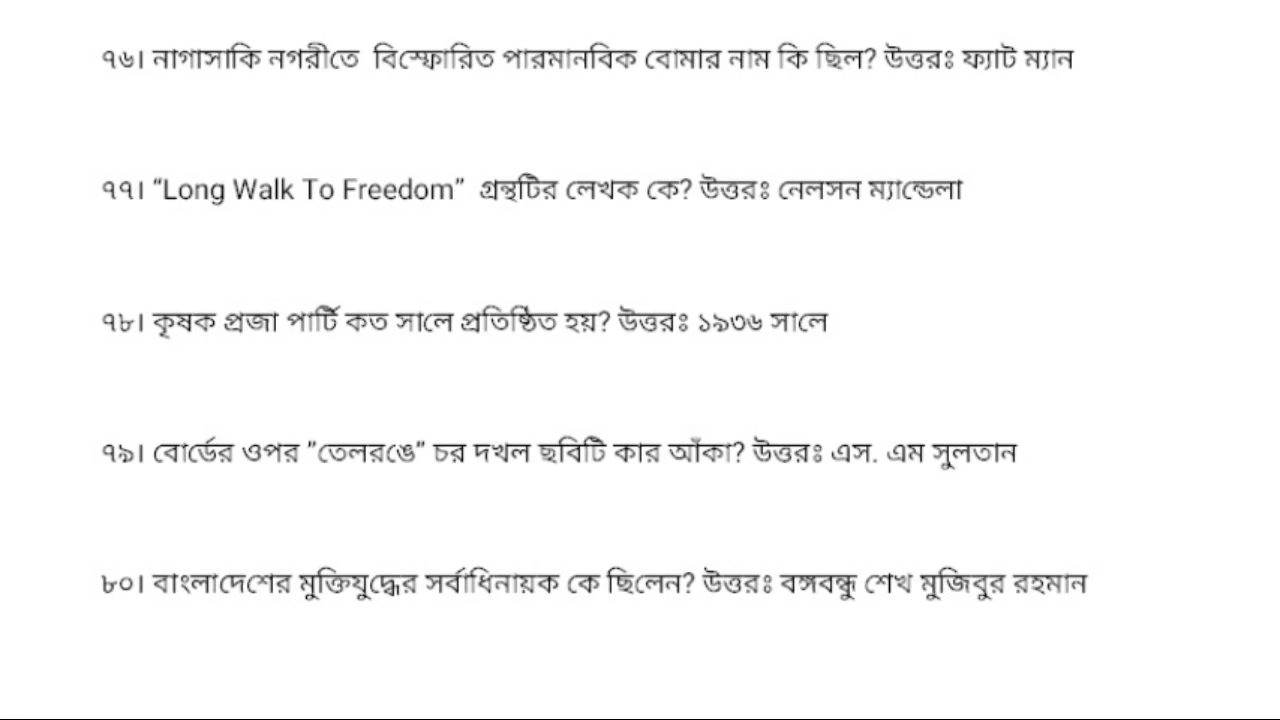 ৭৬। নাগাসাকি নগরীতে বিস্ফোরিত পারমানবিক বোমার নাম কি ছিল? উত্তরঃ ফ্যাট ম্যান
৭৭। “Long Walk To Freedom” গ্রন্থটির লেখক কে? উত্তরঃ নেলসন ম্যান্ডেলা
৭৮। কৃষক প্রজা পার্টি কত সালে প্রতিষ্ঠিত হয়? উত্তরঃ ১৯৩৬ সালে
৭৯। বোর্ডের ওপর "তেলরঙে" চর দখল ছবিটি কার আঁকা? উত্তরঃ এস. এম সুলতান
৮০। বাংলাদেশের মুক্তিযুদ্ধের সর্বাধিনায়ক কে ছিলেন? উত্তরঃ বঙ্গবন্ধু শেখ মুজিবুর রহমান